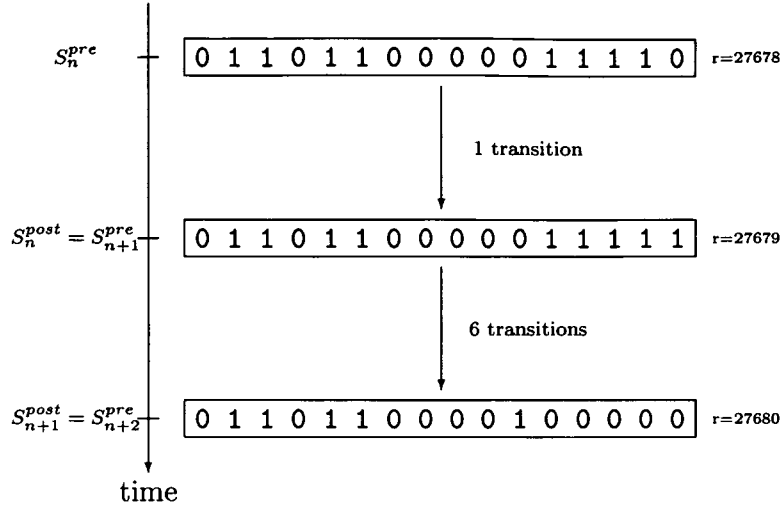 $S_n^{pre}$ 0 1 1 0 1 1 0 0 0 0 0 1 1 1 1 0 r=27678
1 transition
$S_n^{post} = S_{n+1}^{pre}$ 0 1 1 0 1 1 0 0 0 0 0 1 1 1 1 1 r=27679
6 transitions
$S_{n+1}^{post} = S_{n+2}^{pre}$ 0 1 1 0 1 1 0 0 0 0 1 0 0 0 0 0 r=27680
time